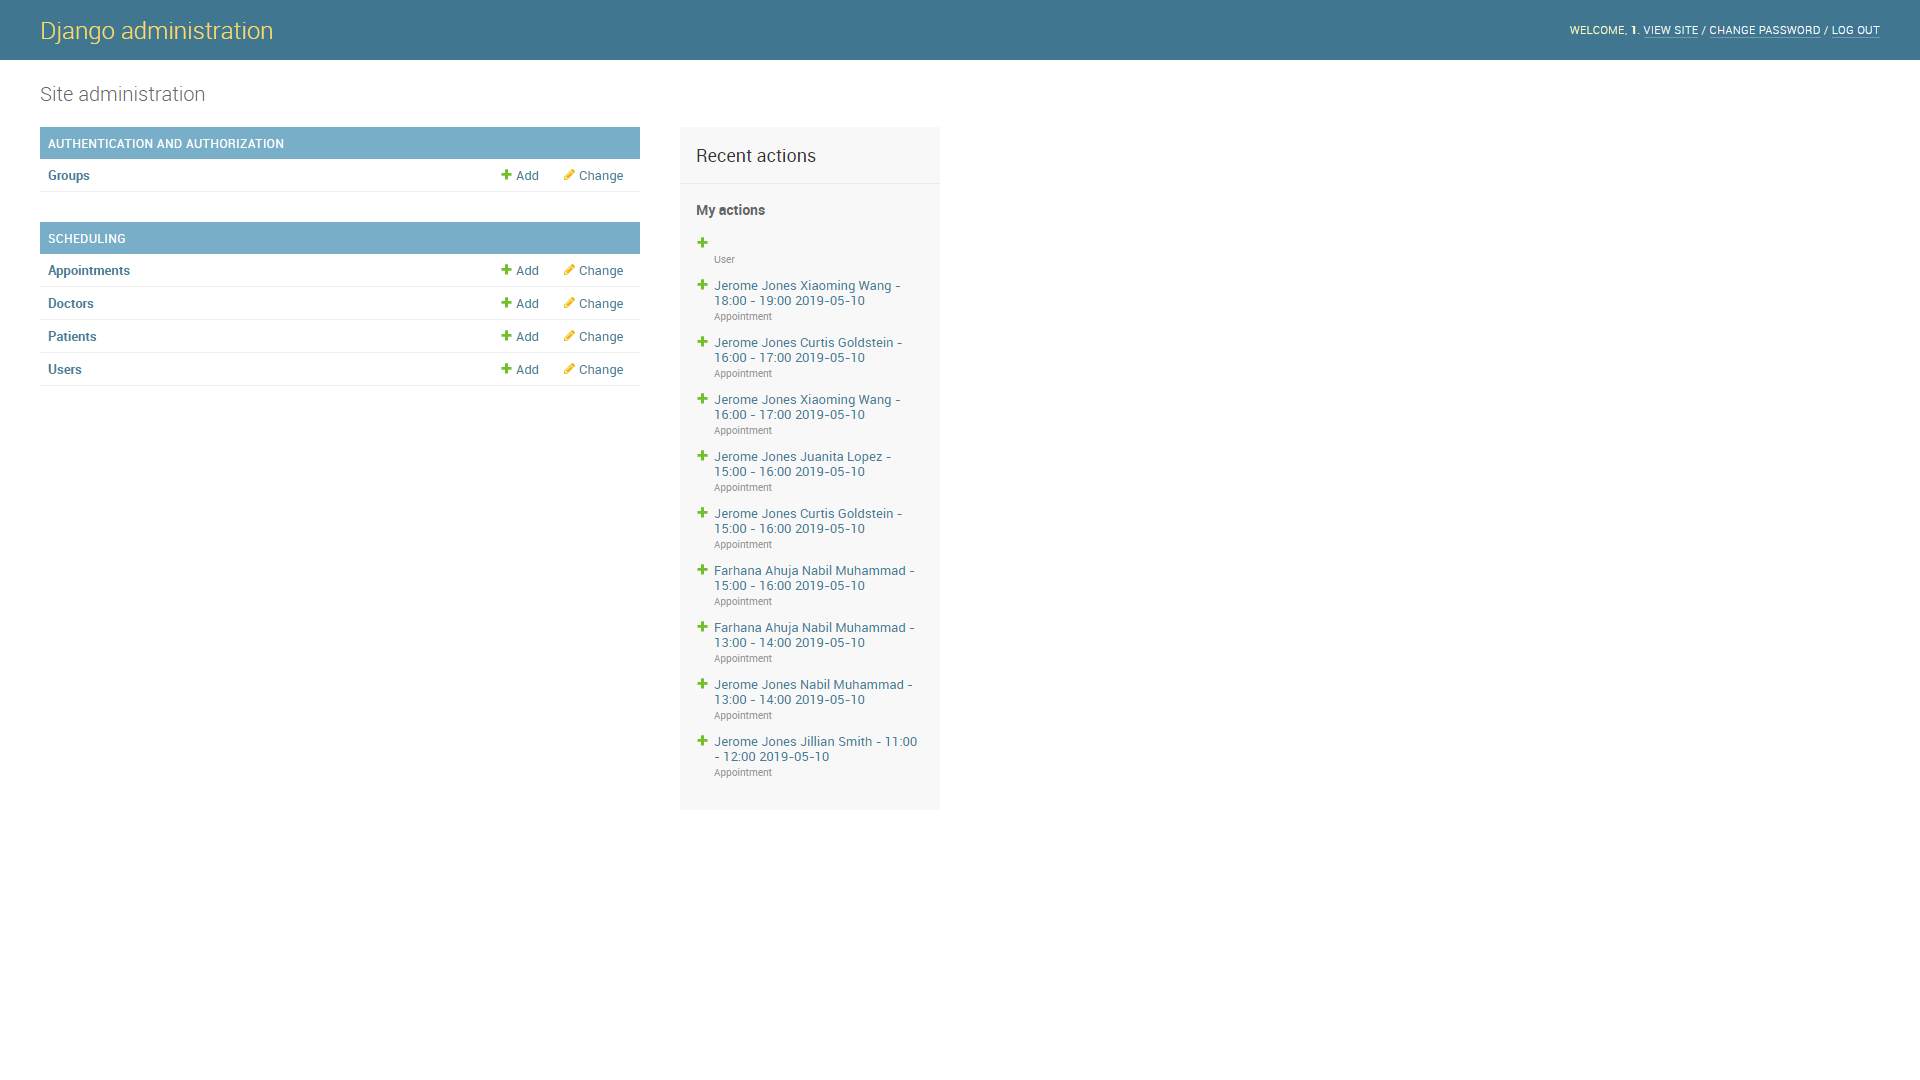 Django administration
WELCOME, 1. VIEW SITE / CHANGE PASSWORD / LOG OUT
Site administration
AUTHENTICATION AND AUTHORIZATION
Groups Add Change
SCHEDULING
Appointments Add Change
Doctors Add Change
Patients Add Change
Users Add Change
Recent actions
My actions
User
Jerome Jones Xiaoming Wang -
18:00 - 19:00 2019-05-10
Appointment
Jerome Jones Curtis Goldstein -
16:00 - 17:00 2019-05-10
Appointment
Jerome Jones Xiaoming Wang -
16:00 - 17:00 2019-05-10
Appointment
Jerome Jones Juanita Lopez -
15:00 - 16:00 2019-05-10
Appointment
Jerome Jones Curtis Goldstein -
15:00 - 16:00 2019-05-10
Appointment
Farhana Ahuja Nabil Muhammad -
15:00 - 16:00 2019-05-10
Appointment
Farhana Ahuja Nabil Muhammad -
13:00 - 14:00 2019-05-10
Appointment
Jerome Jones Nabil Muhammad -
13:00 - 14:00 2019-05-10
Appointment
Jerome Jones Jillian Smith - 11:00
- 12:00 2019-05-10
Appointment